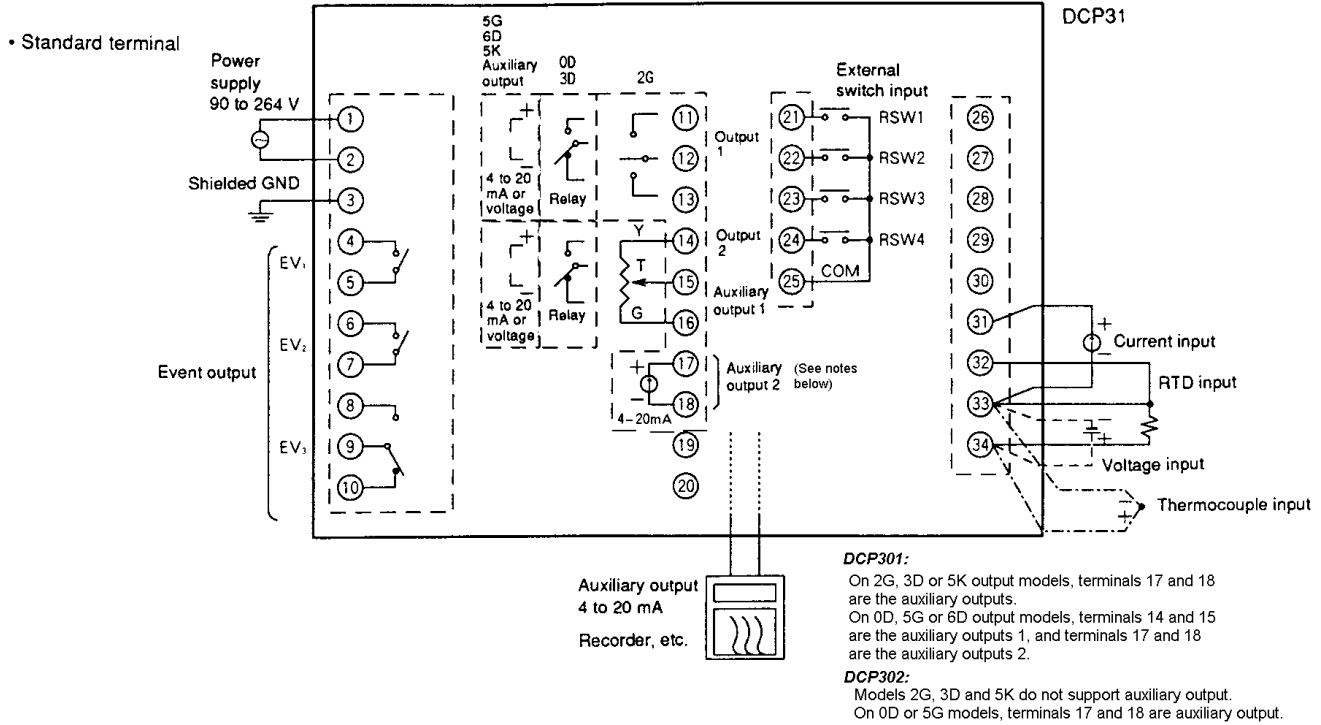 DCP31
• Standard terminal
Power
supply
90 to 264 V
Shielded GND
Event output
EV₁
EV₂
EV₃
1
2
3
4
5
6
7
8
9
10
5G
6D
5K
Auxiliary
output
0D
3D
2G
+
−
4 to 20
mA or
voltage
Relay
+
−
4 to 20
mA or
voltage
Relay
Y
T
G
+
−
4–20mA
11
12
13
14
15
16
17
18
19
20
Output
1
Output
2
Auxiliary
output 1
Auxiliary
output 2
(See notes
below)
External
switch input
21
22
23
24
25
RSW1
RSW2
RSW3
RSW4
COM
26
27
28
29
30
31
32
33
34
+
−
Current input
RTD input
−
+
Voltage input
−
+
Thermocouple input
Auxiliary output
4 to 20 mA
Recorder, etc.
DCP301:
On 2G, 3D or 5K output models, terminals 17 and 18
are the auxiliary outputs.
On 0D, 5G or 6D output models, terminals 14 and 15
are the auxiliary outputs 1, and terminals 17 and 18
are the auxiliary outputs 2.
DCP302:
Models 2G, 3D and 5K do not support auxiliary output.
On 0D or 5G models, terminals 17 and 18 are auxiliary output.